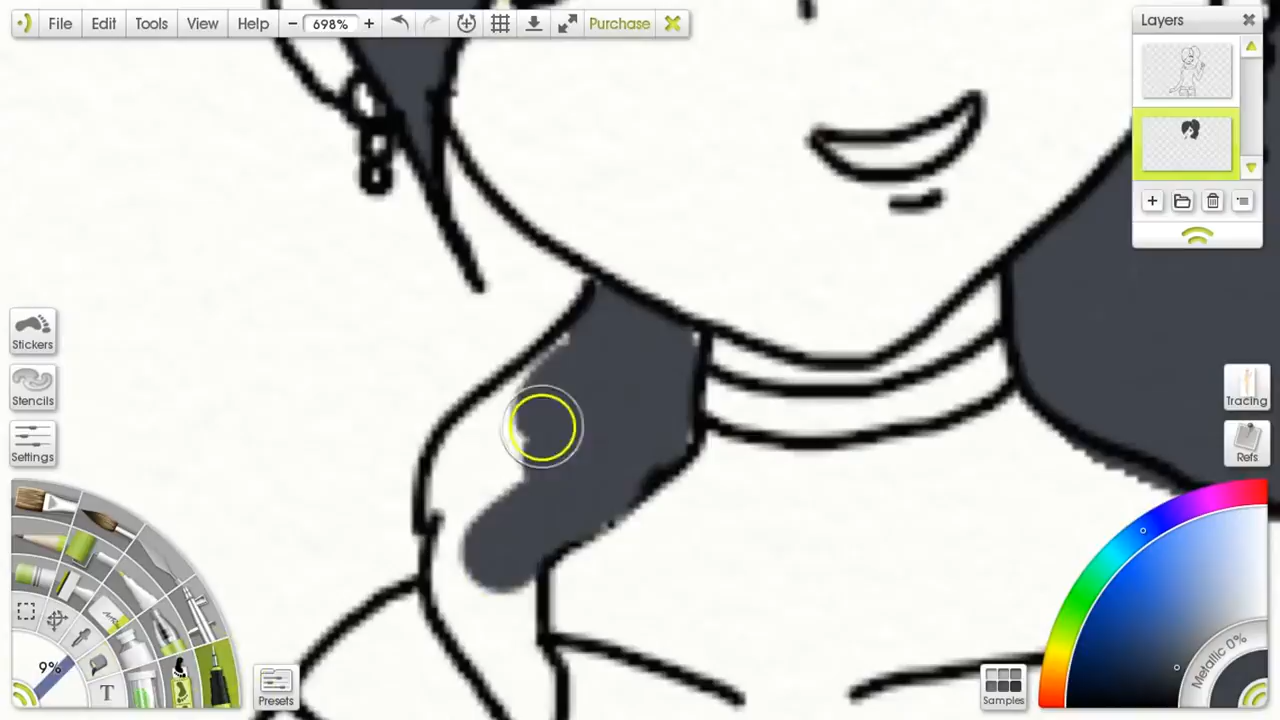 File Edit Tools View Help 698% Purchase
Layers
Stickers
Stencils
Settings
Tracing
Refs
9%
T
Presets
Samples
Metallic 0%